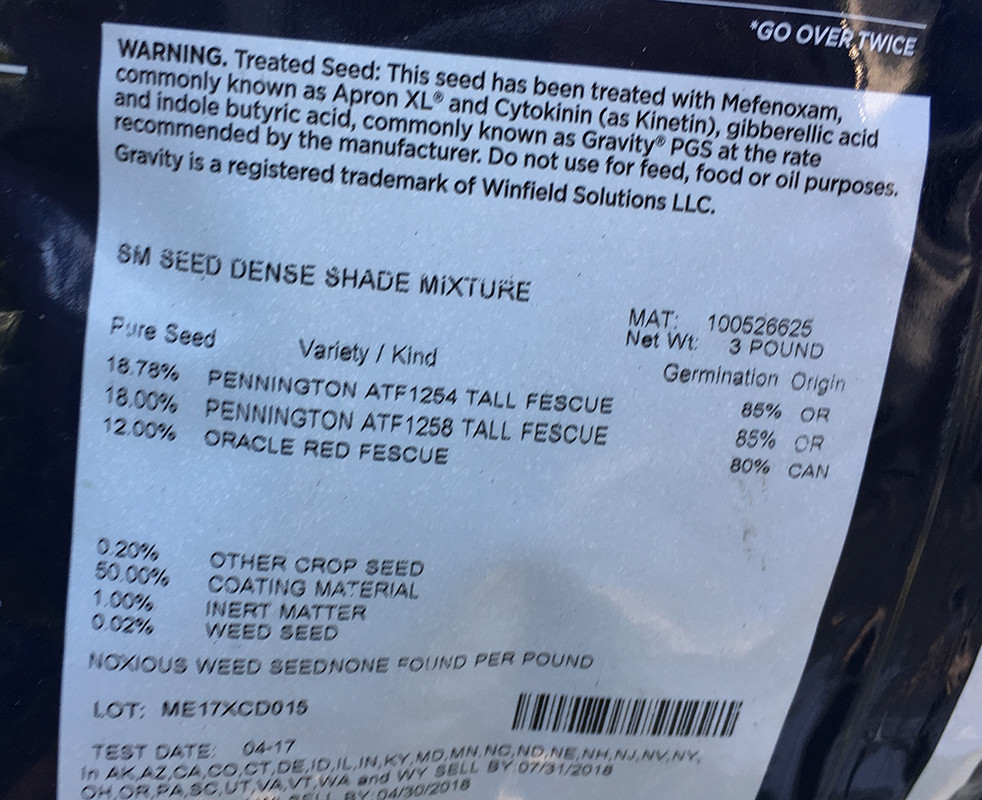 *GO OVER TWICE
WARNING. Treated Seed: This seed has been treated with Mefenoxam,
commonly known as Apron XL® and Cytokinin (as Kinetin), gibberellic acid
and indole butyric acid, commonly known as Gravity® PGS at the rate
recommended by the manufacturer. Do not use for feed, food or oil purposes.
Gravity is a registered trademark of Winfield Solutions LLC.
SM SEED DENSE SHADE MIXTURE
MAT: 100526625
Net Wt: 3 POUND
Pure Seed Variety / Kind Germination Origin
18.78% PENNINGTON ATF1254 TALL FESCUE 85% OR
18.00% PENNINGTON ATF1258 TALL FESCUE 85% OR
12.00% ORACLE RED FESCUE 80% CAN
0.20% OTHER CROP SEED
50.00% COATING MATERIAL
1.00% INERT MATTER
0.02% WEED SEED
NOXIOUS WEED SEEDNONE FOUND PER POUND
LOT: ME17XCD015
TEST DATE: 04-17
In AK,AZ,CA,CO,CT,DE,ID,IL,IN,KY,MD,MN,NC,ND,NE,NH,NJ,NV,NY,
OH,OR,PA,SC,UT,VA,VT,WA and WY SELL BY 07/31/2018
SELL BY 04/30/2018